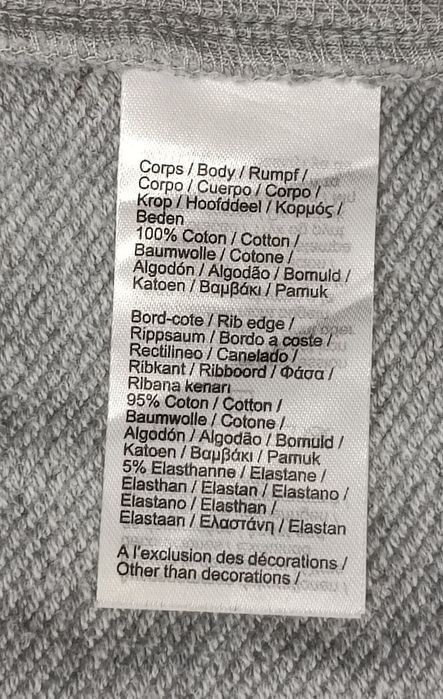 Corps / Body / Rumpf /
Corpo / Cuerpo / Corpo /
Krop / Hoofddeel / Κορμός /
Beden
100% Coton / Cotton /
Baumwolle / Cotone /
Algodón / Algodão / Bomuld /
Katoen / Βαμβάκι / Pamuk
Bord-cote / Rib edge /
Rippsaum / Bordo a coste /
Rectilineo / Canelado /
Ribkant / Ribboord / Φάσα /
RIbana kenarı
95% Coton / Cotton /
Baumwolle / Cotone /
Algodón / Algodão / Bomuld /
Katoen / Βαμβάκι / Pamuk
5% Elasthanne / Elastane /
Elasthan / Elastan / Elastano /
Elastano / Elasthan /
Elastaan / Ελαστάνη / Elastan
A l'exclusion des décorations /
Other than decorations /